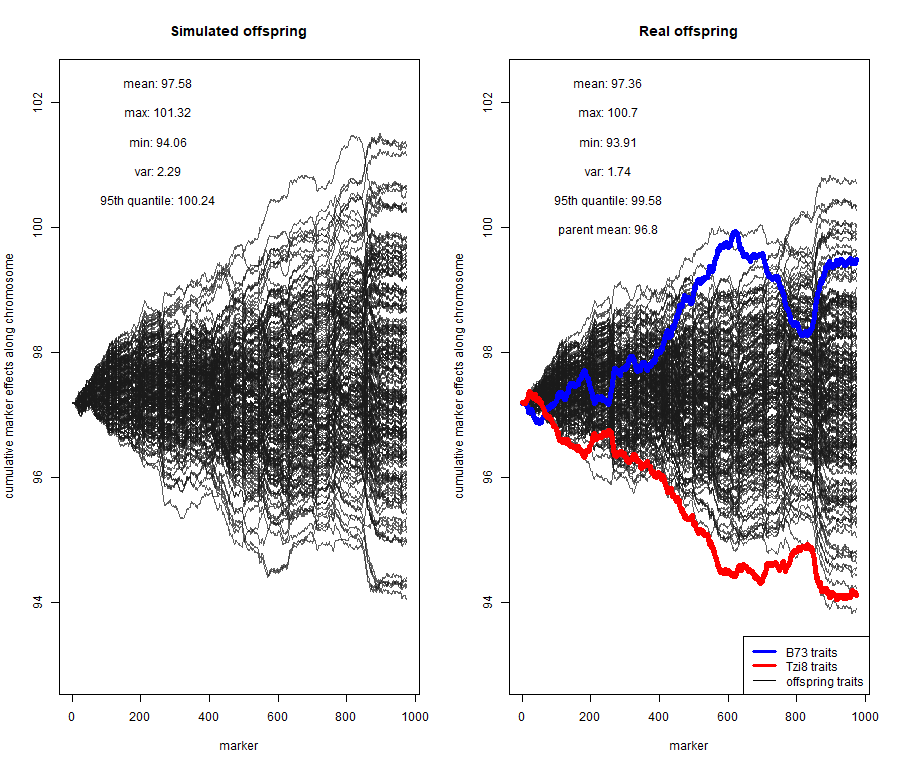 Simulated offspring
mean: 97.58
max: 101.32
min: 94.06
var: 2.29
95th quantile: 100.24
cumulative marker effects along chromosome
94
96
98
100
102
0
200
400
600
800
1000
marker
Real offspring
mean: 97.36
max: 100.7
min: 93.91
var: 1.74
95th quantile: 99.58
parent mean: 96.8
cumulative marker effects along chromosome
94
96
98
100
102
B73 traits
Tzi8 traits
offspring traits
0
200
400
600
800
1000
marker